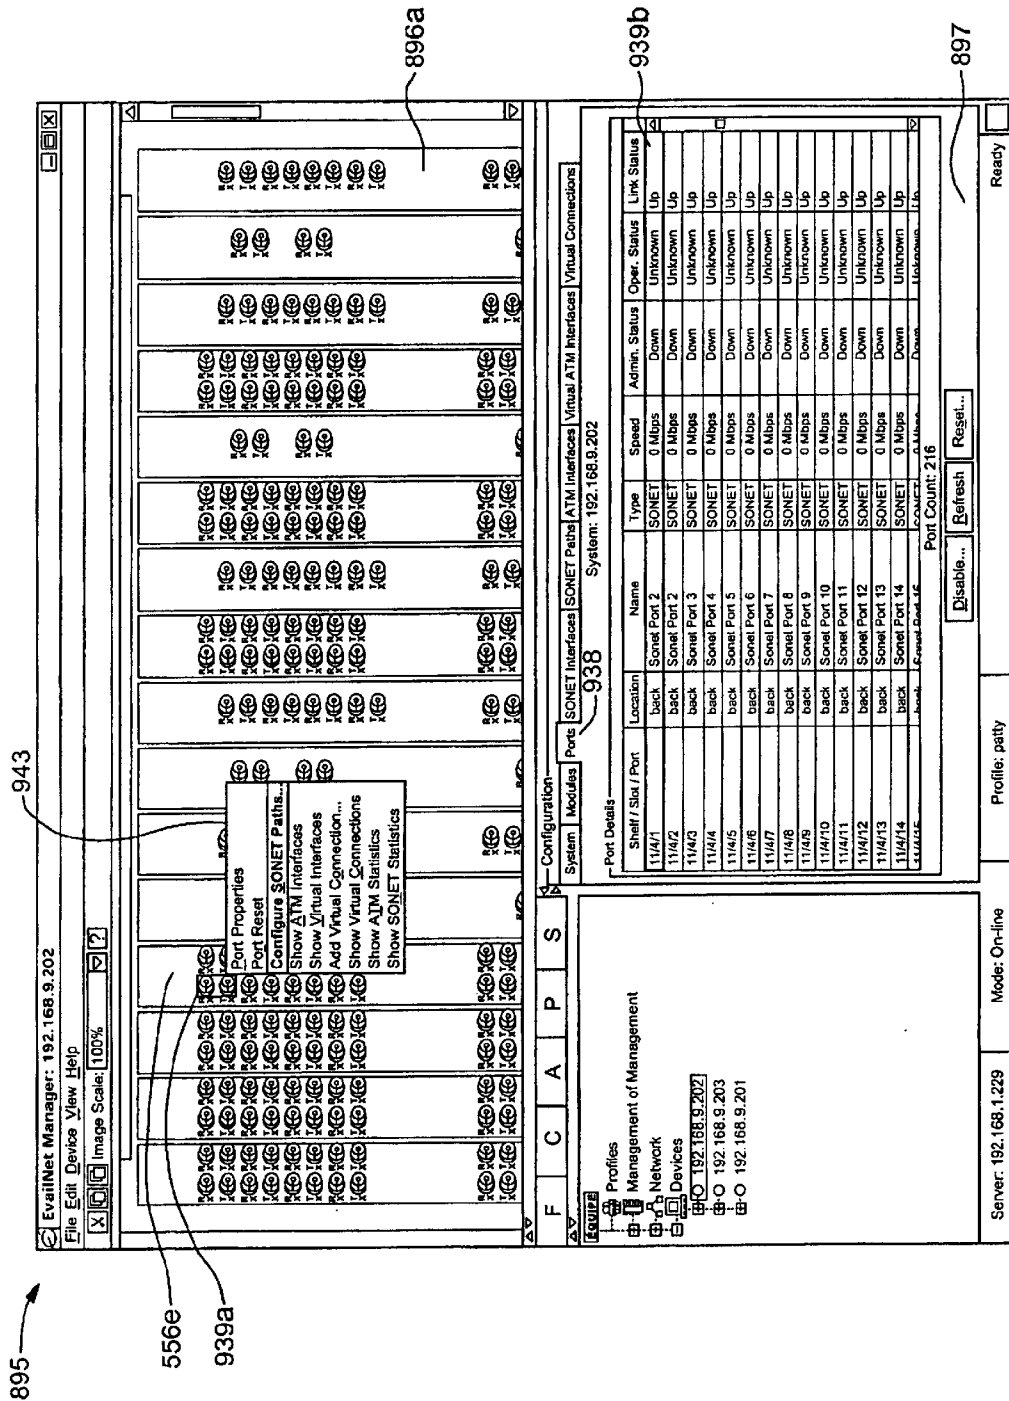 895
943
896a
939b
897
556e
939a
938
EvailNet Manager: 192.168.9.202
File Edit Device View Help
Image Scale: 100% ?
Port Properties
Port Reset
Configure SONET Paths...
Show ATM Interfaces
Show Virtual Interfaces
Add Virtual Connection...
Show Virtual Connections
Show ATM Statistics
Show SONET Statistics
F C A P S
EQUIPE
Profiles
Management of Management
Network
Devices
192.168.9.202
192.168.9.203
192.168.9.201
Configuration
System Modules Ports SONET Interfaces SONET Paths ATM Interfaces Virtual ATM Interfaces Virtual Connections
System: 192.168.9.202
Port Details
Shelf / Slot / Port Location Name Type Speed Admin. Status Oper. Status Link Status
11/4/1 back Sonet Port 2 SONET 0 Mbps Down Unknown Up
11/4/2 back Sonet Port 2 SONET 0 Mbps Down Unknown Up
11/4/3 back Sonet Port 3 SONET 0 Mbps Down Unknown Up
11/4/4 back Sonet Port 4 SONET 0 Mbps Down Unknown Up
11/4/5 back Sonet Port 5 SONET 0 Mbps Down Unknown Up
11/4/6 back Sonet Port 6 SONET 0 Mbps Down Unknown Up
11/4/7 back Sonet Port 7 SONET 0 Mbps Down Unknown Up
11/4/8 back Sonet Port 8 SONET 0 Mbps Down Unknown Up
11/4/9 back Sonet Port 9 SONET 0 Mbps Down Unknown Up
11/4/10 back Sonet Port 10 SONET 0 Mbps Down Unknown Up
11/4/11 back Sonet Port 11 SONET 0 Mbps Down Unknown Up
11/4/12 back Sonet Port 12 SONET 0 Mbps Down Unknown Up
11/4/13 back Sonet Port 13 SONET 0 Mbps Down Unknown Up
11/4/14 back Sonet Port 14 SONET 0 Mbps Down Unknown Up
Port Count: 216
Disable... Refresh Reset...
Server: 192.168.1.229 Mode: On-line Profile: patty Ready